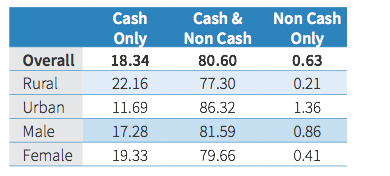 Cash Cash & Non Cash
Only Non Cash Only
Overall 18.34 80.60 0.63
Rural 22.16 77.30 0.21
Urban 11.69 86.32 1.36
Male 17.28 81.59 0.86
Female 19.33 79.66 0.41